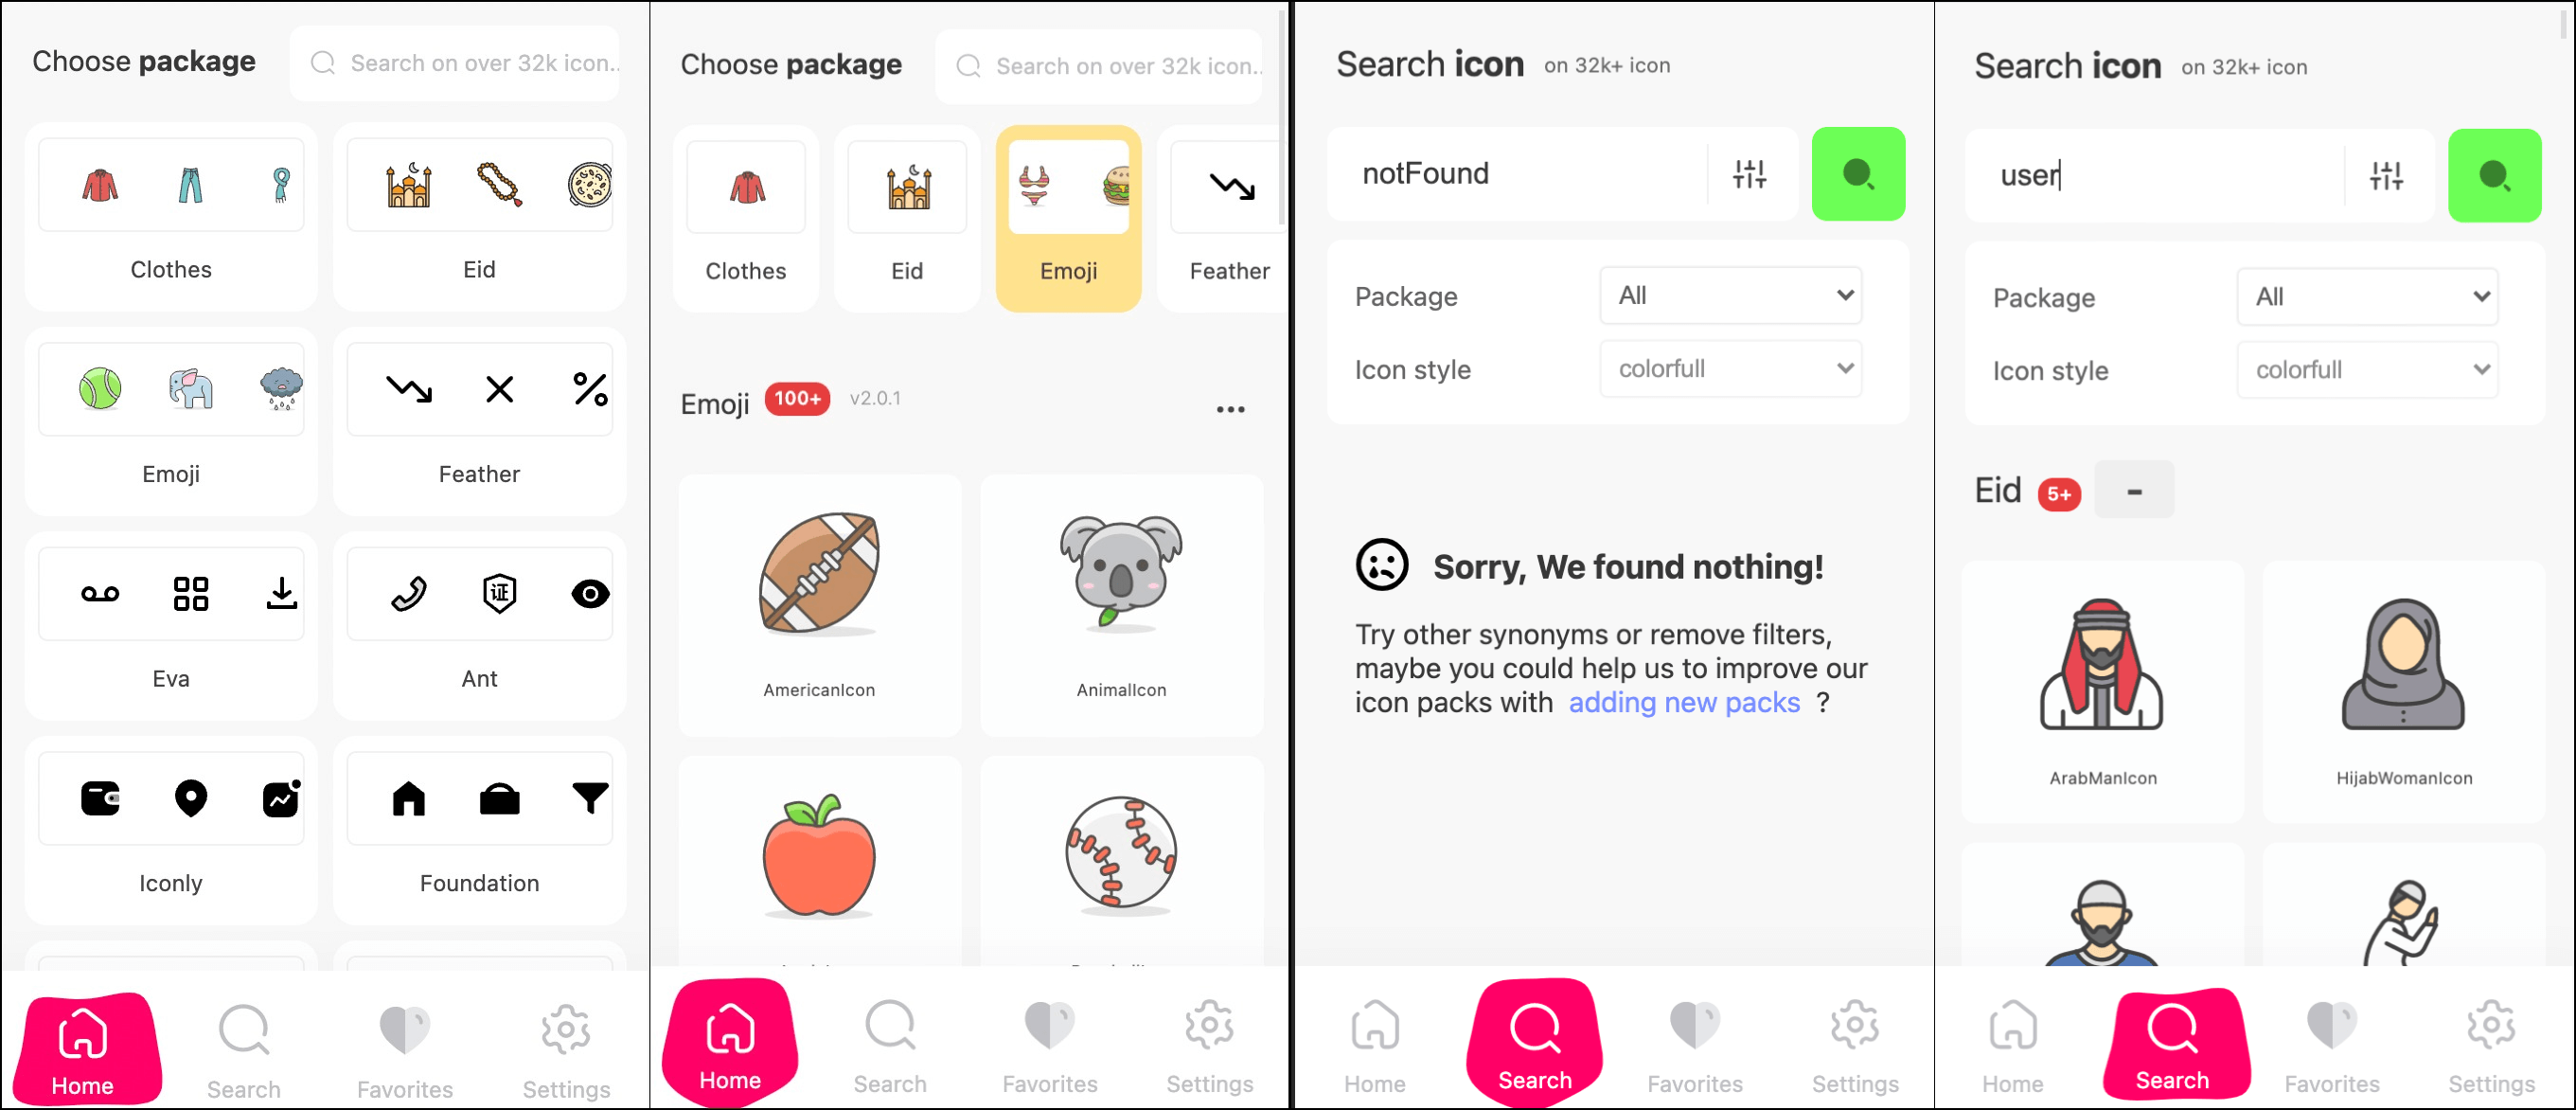 Choose package
Search on over 32k icon..
Clothes
Eid
Emoji
Feather
证
Eva
Ant
Iconly
Foundation
Home
Search
Favorites
Settings
Choose package
Search on over 32k icon..
Clothes
Eid
Emoji
Feather
Emoji 100+ v2.0.1
AmericanIcon
AnimalIcon
Home
Search
Favorites
Settings
Search icon on 32k+ icon
notFound
Package All
Icon style colorfull
Sorry, We found nothing!
Try other synonyms or remove filters,
maybe you could help us to improve our
icon packs with adding new packs ?
Home
Search
Favorites
Settings
Search icon on 32k+ icon
user
Package All
Icon style colorfull
Eid 5+ -
ArabManIcon
HijabWomanIcon
Home
Search
Favorites
Settings